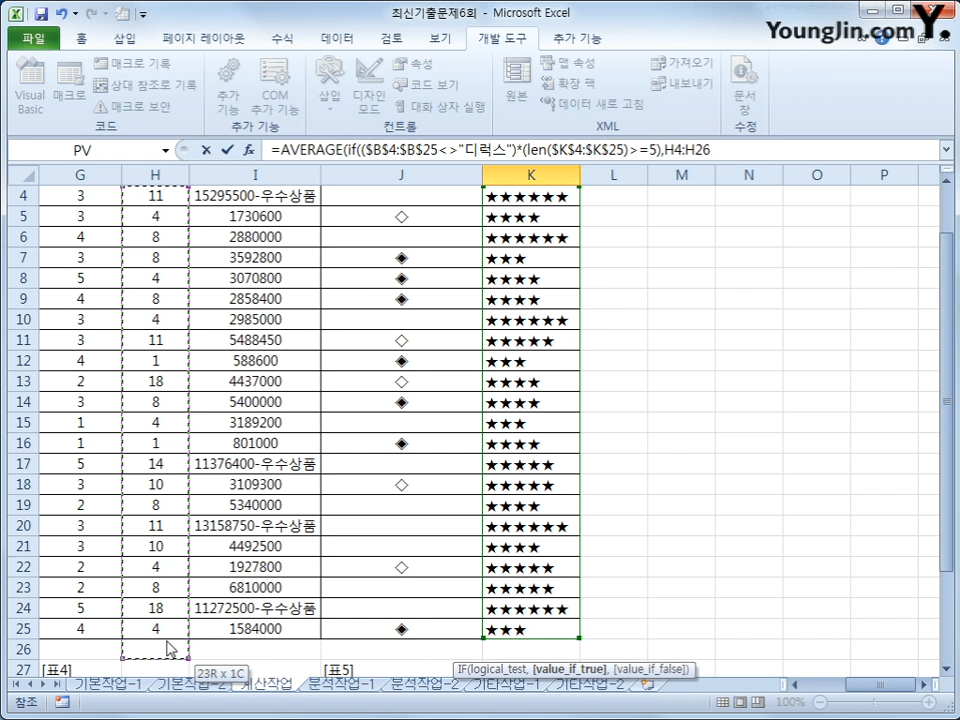 최신기출문제6회 - Microsoft Excel
Younglin.com Y.
파일 홈 삽입 페이지 레이아웃 수식 데이터 검토 보기 개발 도구 추가 기능
Visual Basic 매크로 매크로 기록 상대 참조로 기록 매크로 보안 추가 기능 COM 추가 기능 삽입 디자인 모드 속성 코드 보기 대화 상자 실행 원본 맵 속성 확장 팩 데이터 새로 고침 가져오기 내보내기 문서 창
코드 추가 기능 컨트롤 XML 수정
PV fx =AVERAGE(if(($B$4:$B$25<>"디럭스")*(len($K$4:$K$25)>=5),H4:H26
G H I J K L M N O P
4 3 11 15295500-우수상품 ★★★★★★
5 3 4 1730600 ◇ ★★★★
6 4 8 2880000 ★★★★★★
7 3 8 3592800 ◈ ★★★
8 5 4 3070800 ◈ ★★★★
9 4 8 2858400 ◈ ★★★★
10 3 4 2985000 ★★★★★★
11 3 11 5488450 ◇ ★★★★★
12 4 1 588600 ◈ ★★★
13 2 18 4437000 ◇ ★★★★
14 3 8 5400000 ◈ ★★★★
15 1 4 3189200 ★★★
16 1 1 801000 ◈ ★★★★
17 5 14 11376400-우수상품 ★★★★★
18 3 10 3109300 ◇ ★★★★★
19 2 8 5340000 ★★★★
20 3 11 13158750-우수상품 ★★★★★★
21 3 10 4492500 ★★★★
22 2 4 1927800 ◇ ★★★★★
23 2 8 6810000 ★★★★★
24 5 18 11272500-우수상품 ★★★★★★
25 4 4 1584000 ◈ ★★★
26
27 [표4] 23R x 1C [표5] IF(logical_test, [value_if_true], [value_if_false])
기본작업-1 기본작업-2 계산작업 분석작업-1 분석작업-2 기타작업-1 기타작업-2
참조 100%